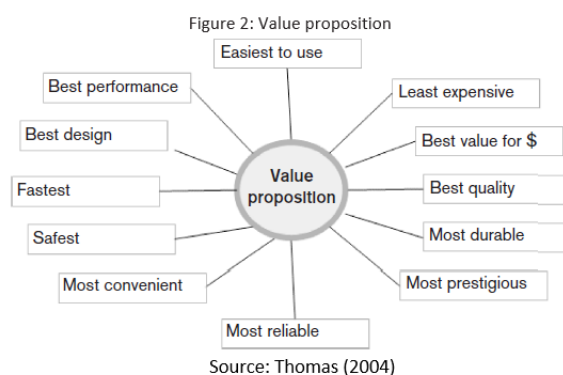 Figure 2: Value proposition
Easiest to use
Best performance
Least expensive
Best design
Best value for $
Fastest
Value
proposition
Best quality
Safest
Most durable
Most convenient
Most prestigious
Most reliable
Source: Thomas (2004)